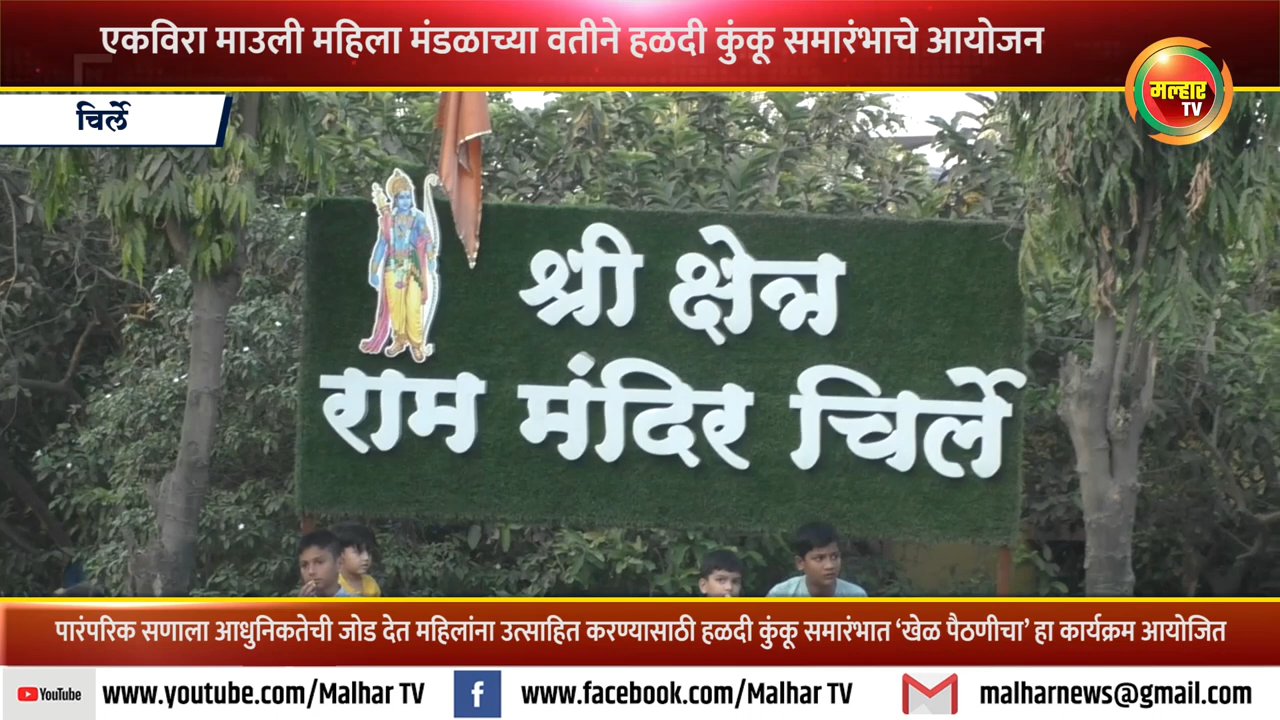 एकविरा माउली महिला मंडळाच्या वतीने हळदी कुंकू समारंभाचे आयोजन
मल्हार
TV
चिर्ले
श्री क्षेत्र
राम मंदिर चिर्ले
पारंपरिक सणाला आधुनिकतेची जोड देत महिलांना उत्साहित करण्यासाठी हळदी कुंकू समारंभात ‘खेळ पैठणीचा’ हा कार्यक्रम आयोजित
YouTube www.youtube.com/Malhar TV www.facebook.com/Malhar TV malharnews@gmail.com